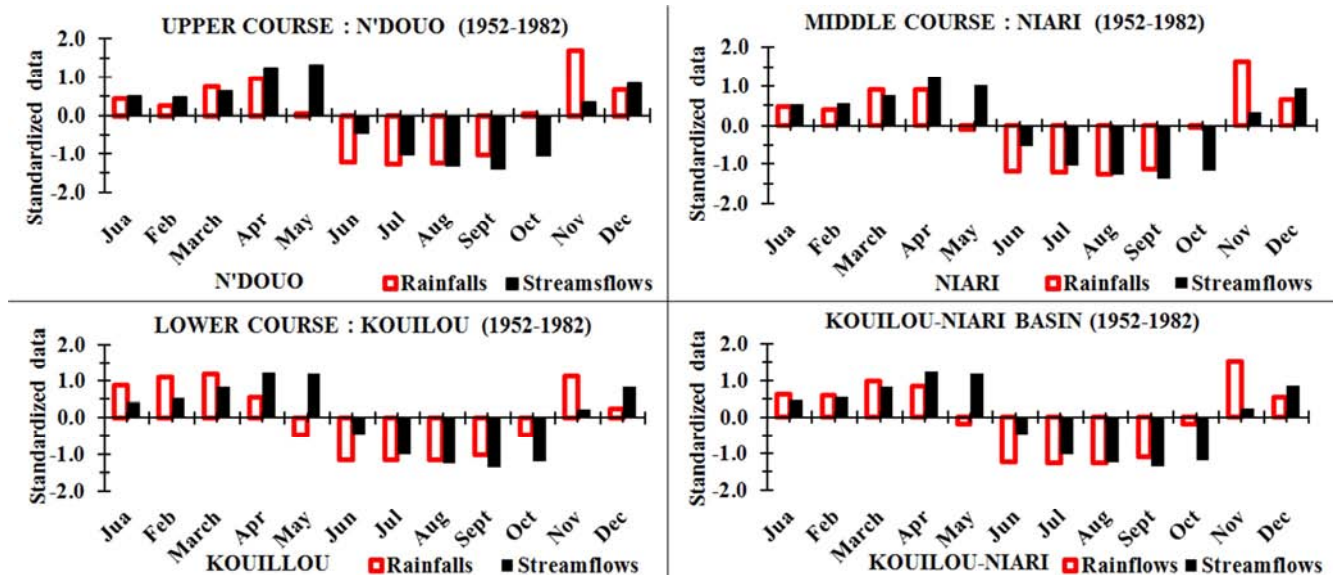 UPPER COURSE : N'DOUO (1952-1982)
Standardized data
2.0
1.0
0.0
-1.0
-2.0
Jua Feb March Apr May Jun Jul Aug Sept Oct Nov Dec
N'DOUO Rainfalls Streamsflows
MIDDLE COURSE : NIARI (1952-1982)
Standardized data
2.0
1.0
0.0
-1.0
-2.0
Jua Feb March Apr May Jun Jul Aug Sept Oct Nov Dec
NIARI Rainfalls Streamflows
LOWER COURSE : KOUILOU (1952-1982)
Standardized data
2.0
1.0
0.0
-1.0
-2.0
Jua Feb March Apr May Jun Jul Aug Sept Oct Nov Dec
KOUILLOU Rainfalls Streamflows
KOUILOU-NIARI BASIN (1952-1982)
Standardized data
2.0
1.0
0.0
-1.0
-2.0
Jua Feb March Apr May Jun Jul Aug Sept Oct Nov Dec
KOUILOU-NIARI Rainflows Streamflows